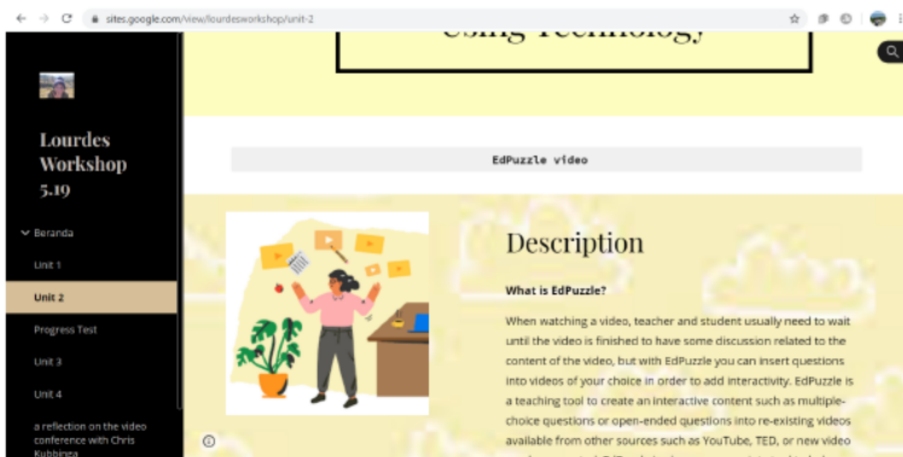 sites.google.com/view/lourdesworkshop/unit-2
Using Technology
Lourdes
Workshop
5.19
Beranda
Unit 1
Unit 2
Progress Test
Unit 3
Unit 4
a reflection on the video
conference with Chris
Kubbinga
EdPuzzle video
Description
What is EdPuzzle?
When watching a video, teacher and student usually need to wait
until the video is finished to have some discussion related to the
content of the video, but with EdPuzzle you can insert questions
into videos of your choice in order to add interactivity. EdPuzzle is
a teaching tool to create an interactive content such as multiple-
choice questions or open-ended questions into re-existing videos
available from other sources such as YouTube, TED, or new video